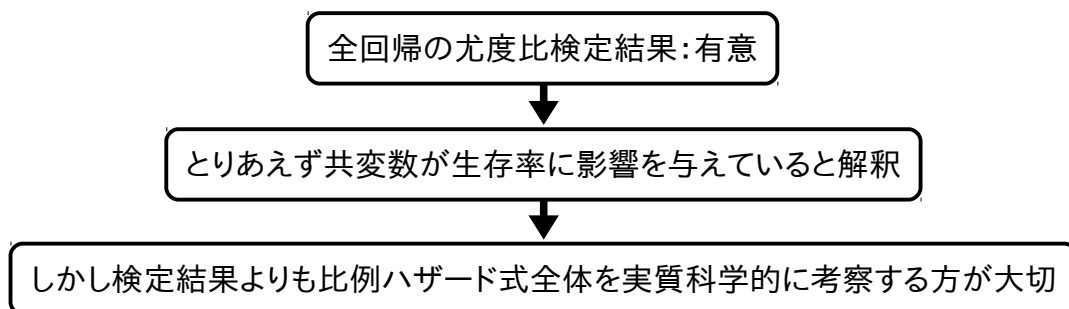 全回帰の尤度比検定結果：有意
とりあえず共変数が生存率に影響を与えていると解釈
しかし検定結果よりも比例ハザード式全体を実質科学的に考察する方が大切